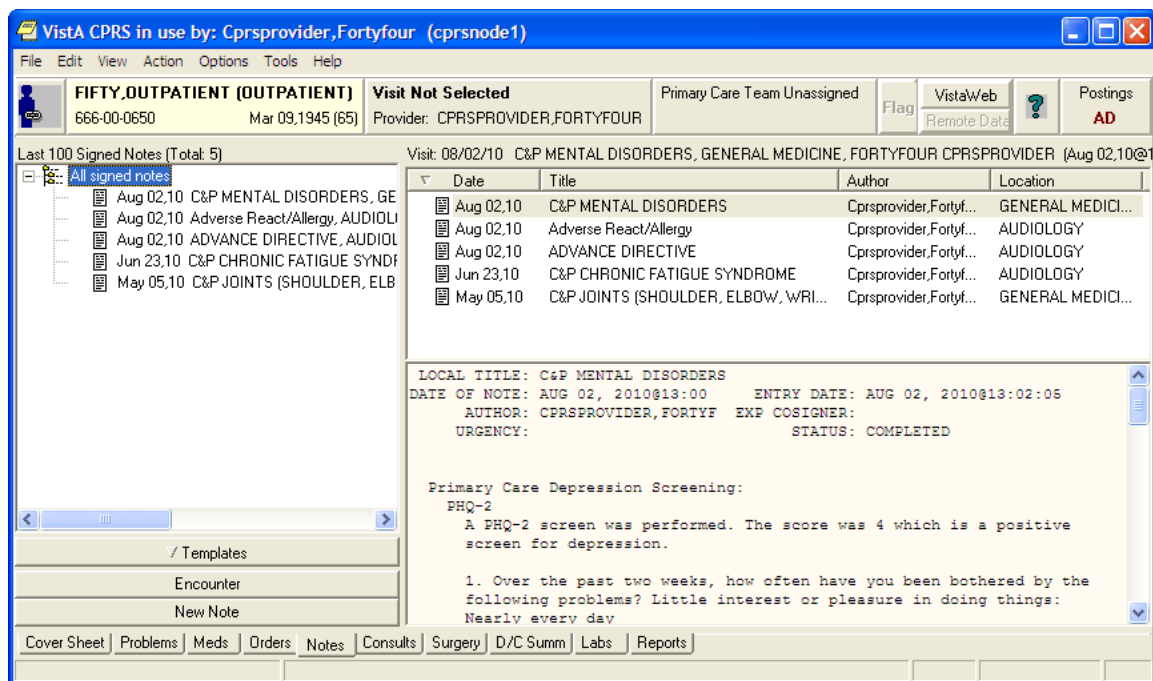 VistA CPRS in use by: Cprsprovider,Fortyfour (cprsnode1)
File Edit View Action Options Tools Help
FIFTY,OUTPATIENT (OUTPATIENT)
666-00-0650 Mar 09,1945 (65)
Visit Not Selected
Provider: CPRSPROVIDER,FORTYFOUR
Primary Care Team Unassigned
Flag
VistaWeb
Remote Data
?
Postings
AD
Last 100 Signed Notes (Total: 5)
All signed notes
Aug 02,10 C&P MENTAL DISORDERS, GE
Aug 02,10 Adverse React/Allergy, AUDIOL
Aug 02,10 ADVANCE DIRECTIVE, AUDIOL
Jun 23,10 C&P CHRONIC FATIGUE SYNDR
May 05,10 C&P JOINTS (SHOULDER, ELB
Templates
Encounter
New Note
Visit: 08/02/10 C&P MENTAL DISORDERS, GENERAL MEDICINE, FORTYFOUR CPRSPROVIDER (Aug 02,10@1
Date Title Author Location
Aug 02,10 C&P MENTAL DISORDERS Cprsprovider,Fortyf... GENERAL MEDICI...
Aug 02,10 Adverse React/Allergy Cprsprovider,Fortyf... AUDIOLOGY
Aug 02,10 ADVANCE DIRECTIVE Cprsprovider,Fortyf... AUDIOLOGY
Jun 23,10 C&P CHRONIC FATIGUE SYNDROME Cprsprovider,Fortyf... AUDIOLOGY
May 05,10 C&P JOINTS (SHOULDER, ELBOW, WRI... Cprsprovider,Fortyf... GENERAL MEDICI...
LOCAL TITLE: C&P MENTAL DISORDERS
DATE OF NOTE: AUG 02, 2010@13:00 ENTRY DATE: AUG 02, 2010@13:02:05
AUTHOR: CPRSPROVIDER,FORTYF EXP COSIGNER:
URGENCY: STATUS: COMPLETED
Primary Care Depression Screening:
PHQ-2
A PHQ-2 screen was performed. The score was 4 which is a positive
screen for depression.
1. Over the past two weeks, how often have you been bothered by the
following problems? Little interest or pleasure in doing things:
Nearly every day
Cover Sheet Problems Meds Orders Notes Consults Surgery D/C Summ Labs Reports